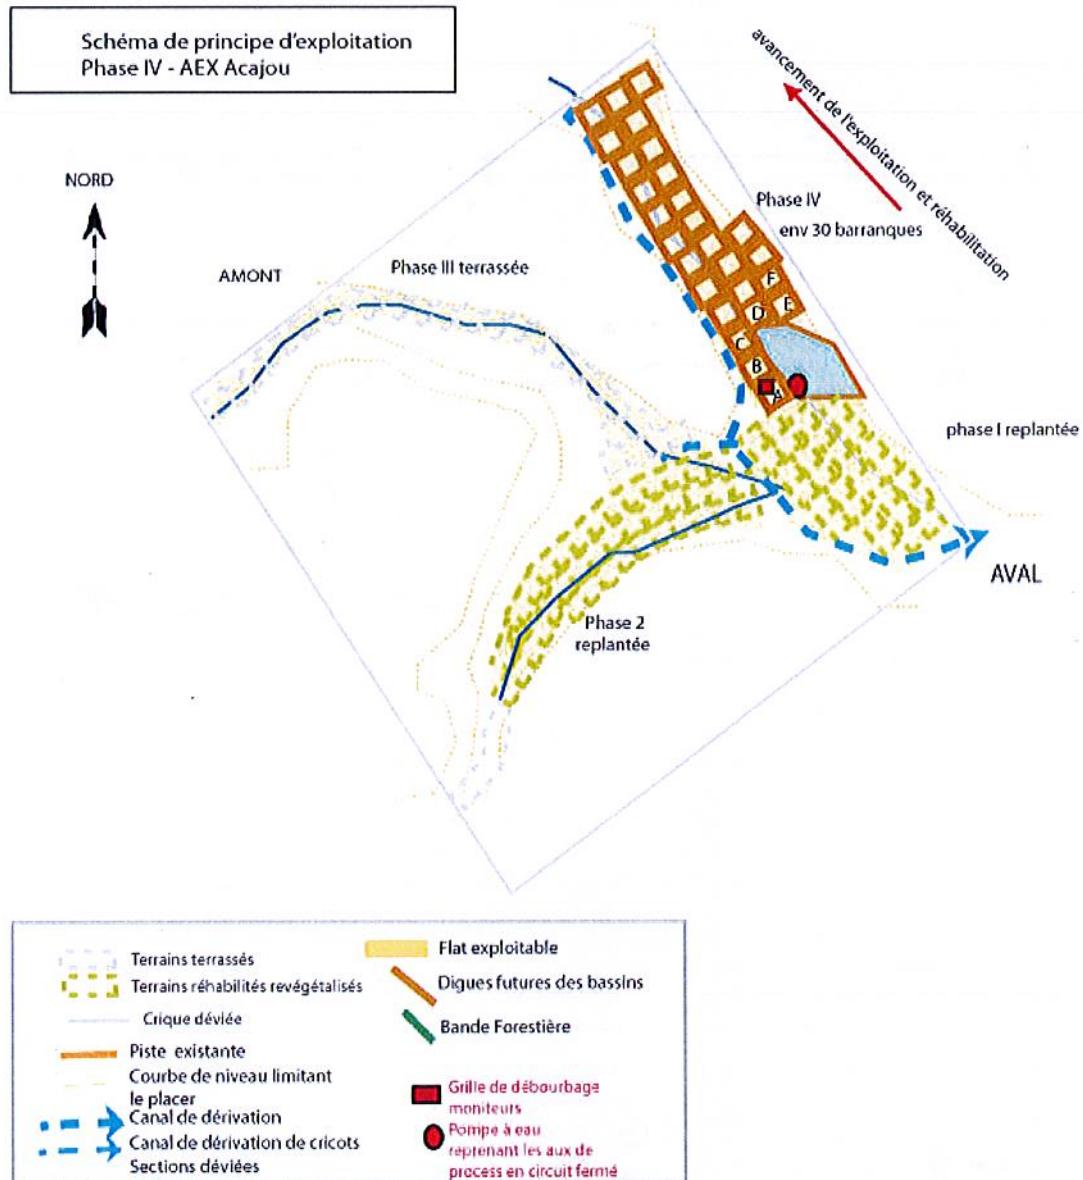 Schéma de principe d'exploitation
Phase IV - AEX Acajou
avancement de l'exploitation et réhabilitation
NORD
Phase IV
env 30 barranques
AMONT
Phase III terrassée
F
E
D
C
B
A
phase I replantée
AVAL
Phase 2
replantée
Terrains terrassés
Terrains réhabilités revégétalisés
Crique déviée
Piste existante
Courbe de niveau limitant
le placer
Canal de dérivation
Canal de dérivation de cricots
Sections déviées
Flat exploitable
Digues futures des bassins
Bande Forestière
Grille de débourbage
moniteurs
Pompe à eau
reprenant les aux de
process en circuit fermé